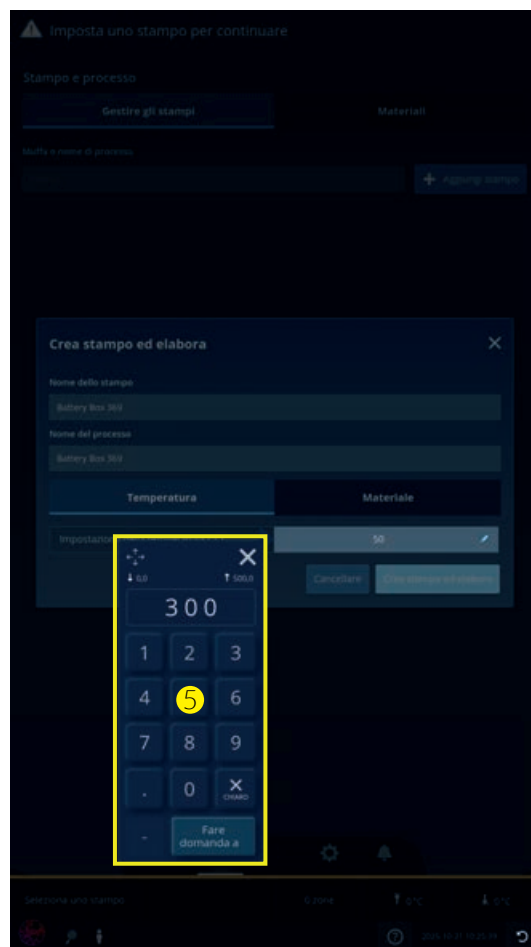 Imposta uno stampo per continuare
Stampo e processo
Gestire gli stampi Materiali
Muffa e nome di processo
+ Aggiungi stampo
Crea stampo ed elabora
Nome dello stampo
Battery Box 369
Nome del processo
Battery Box 369
Temperatura Materiale
50
Cancellare Crea stampo ed elabora
0,0 500,0
300
1 2 3
4 5 6
7 8 9
. 0 CHIARO
- Fare
domanda a
Seleziona uno stampo
0 zone 0°C 0°C